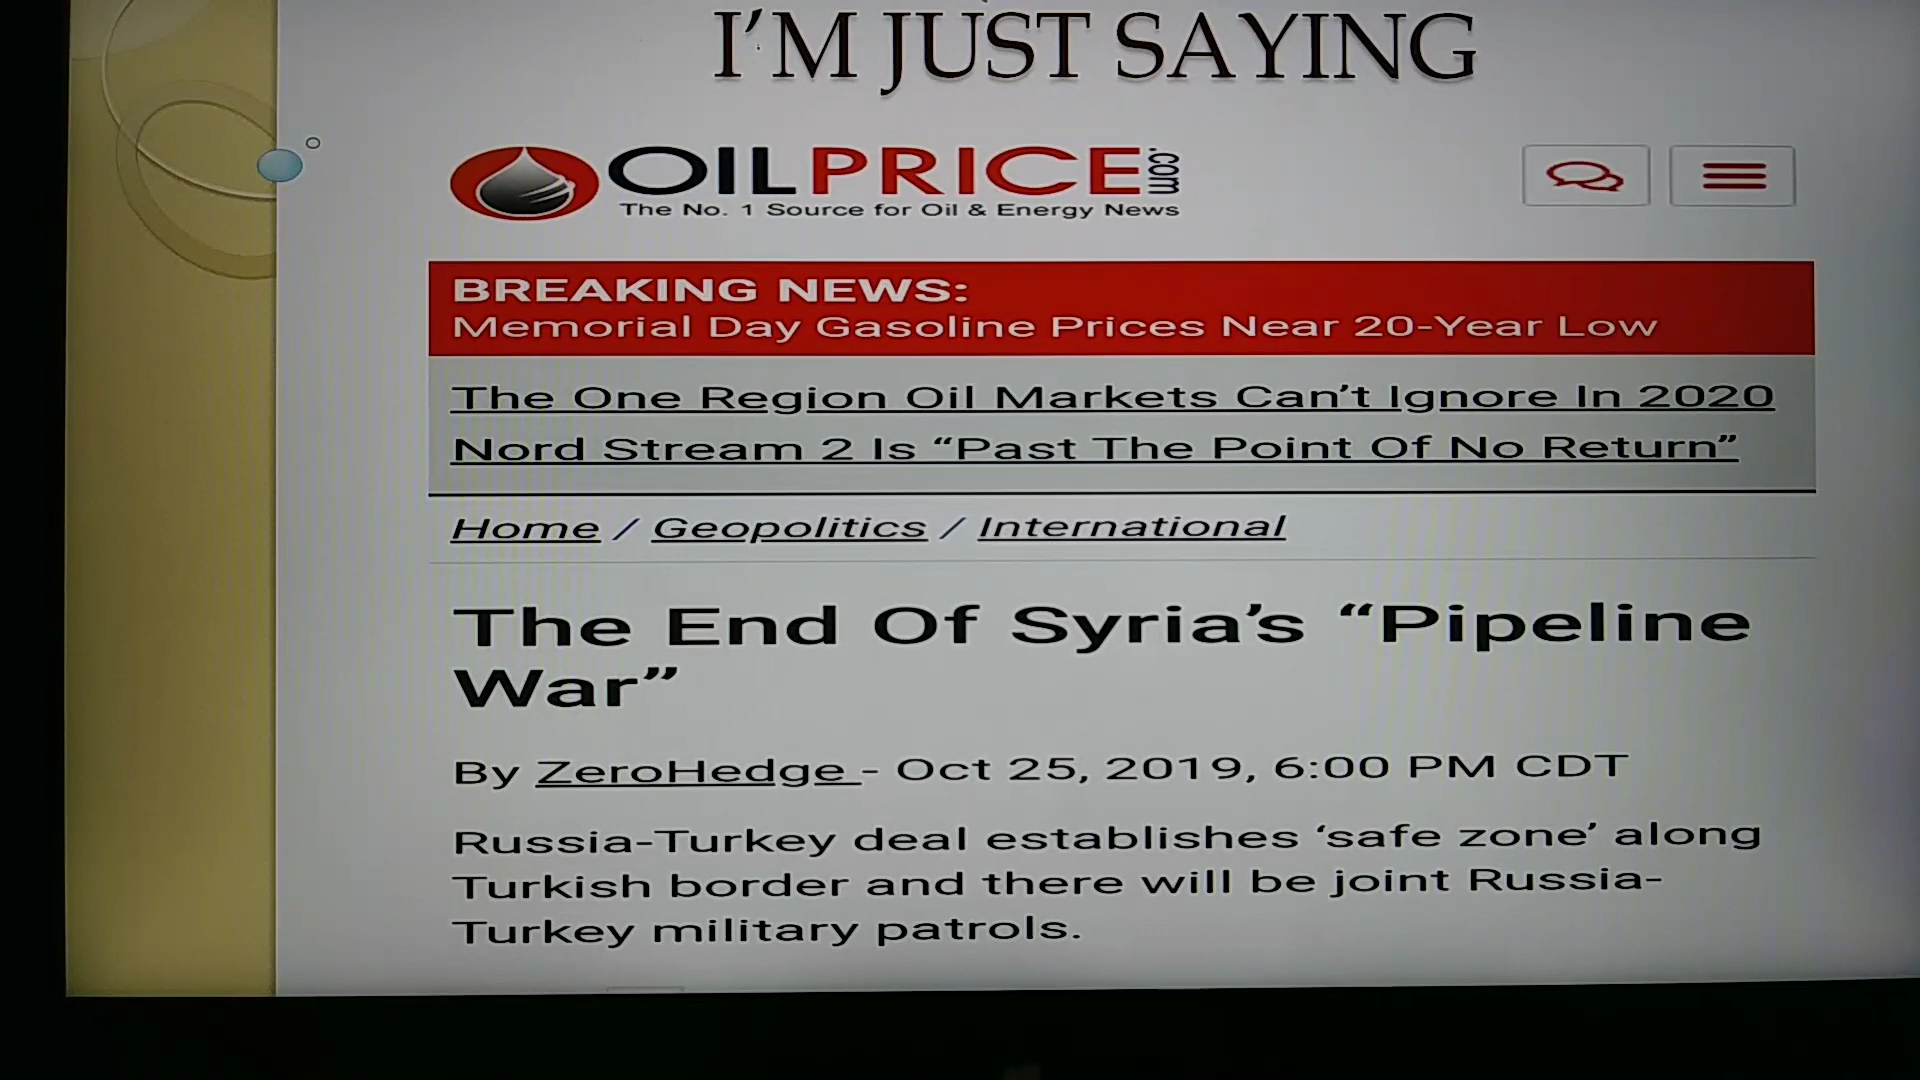 I'M JUST SAYING
OILPRICE.com
The No. 1 Source for Oil & Energy News
BREAKING NEWS:
Memorial Day Gasoline Prices Near 20-Year Low
The One Region Oil Markets Can't Ignore In 2020
Nord Stream 2 Is “Past The Point Of No Return”
Home / Geopolitics / International
The End Of Syria's “Pipeline
War”
By ZeroHedge - Oct 25, 2019, 6:00 PM CDT
Russia-Turkey deal establishes ‘safe zone’ along
Turkish border and there will be joint Russia-
Turkey military patrols.